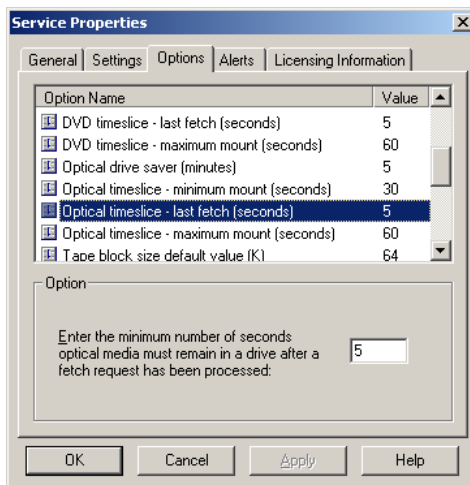 Service Properties
General Settings Options Alerts Licensing Information
Option Name Value
DVD timeslice - last fetch (seconds) 5
DVD timeslice - maximum mount (seconds) 60
Optical drive saver (minutes) 5
Optical timeslice - minimum mount (seconds) 30
Optical timeslice - last fetch (seconds) 5
Optical timeslice - maximum mount (seconds) 60
Tape block size default value (K) 64
Option
Enter the minimum number of seconds
optical media must remain in a drive after a 5
fetch request has been processed:
OK Cancel Apply Help